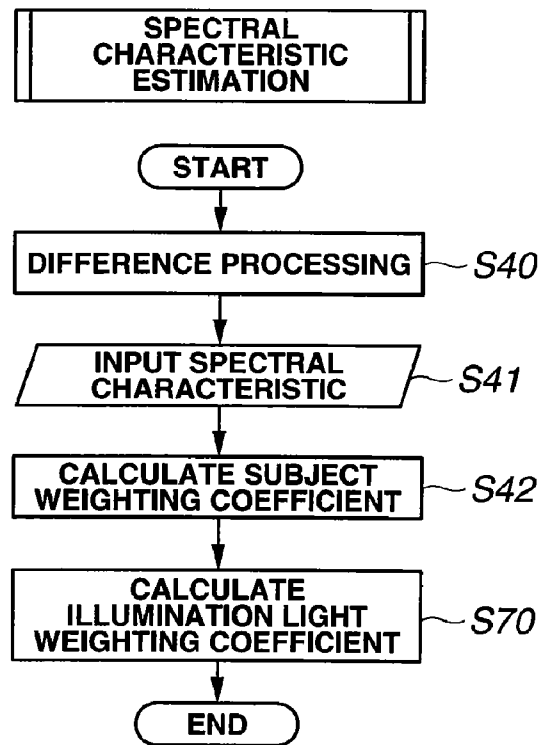 SPECTRAL
CHARACTERISTIC
ESTIMATION
START
DIFFERENCE PROCESSING
S40
INPUT SPECTRAL
CHARACTERISTIC
S41
CALCULATE SUBJECT
WEIGHTING COEFFICIENT
S42
CALCULATE
ILLUMINATION LIGHT
WEIGHTING COEFFICIENT
S70
END